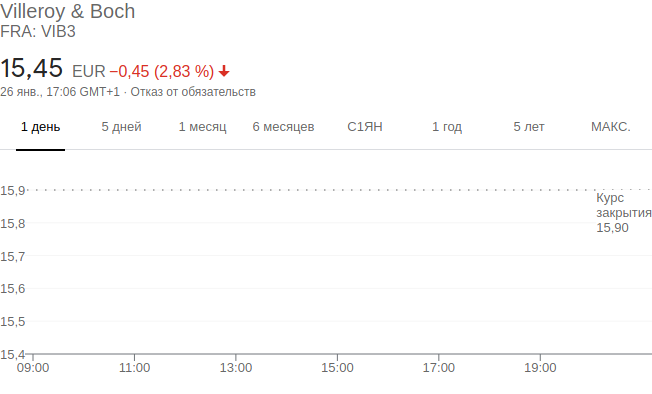 Villeroy & Boch
FRA: VIB3
15,45 EUR −0,45 (2,83 %)
26 янв., 17:06 GMT+1 · Отказ от обязательств
1 день 5 дней 1 месяц 6 месяцев С1ЯН 1 год 5 лет МАКС.
15,9
Курс
закрытия
15,90
15,8
15,7
15,6
15,5
15,4
09:00 11:00 13:00 15:00 17:00 19:00